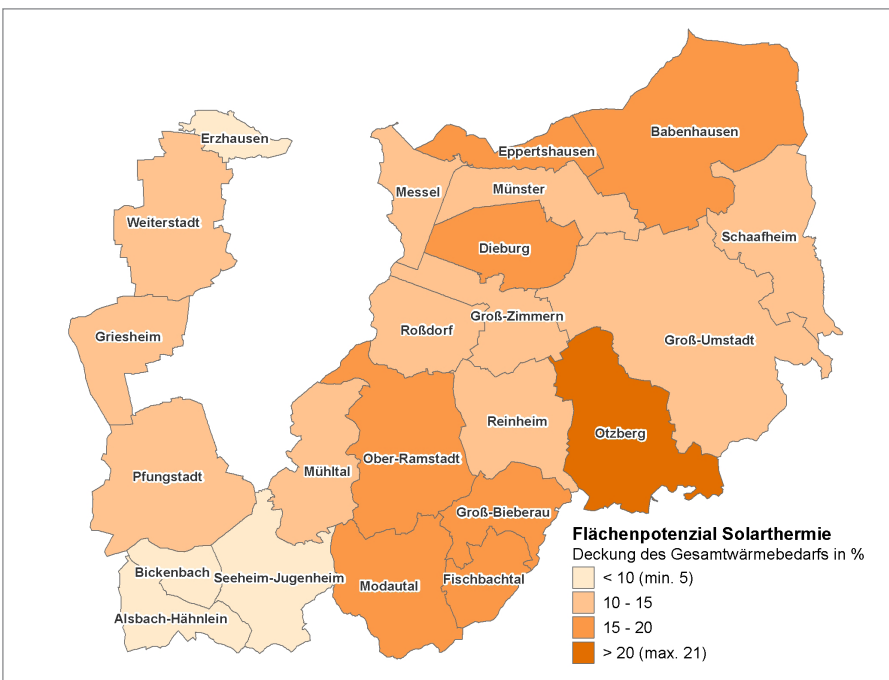 Babenhausen
Erzhausen
Eppertshausen
Messel
Münster
Weiterstadt
Schaafheim
Dieburg
Groß-Zimmern
Roßdorf
Griesheim
Groß-Umstadt
Reinheim
Otzberg
Ober-Ramstadt
Mühltal
Pfungstadt
Groß-Bieberau
Bickenbach
Seeheim-Jugenheim
Modautal
Fischbachtal
Alsbach-Hähnlein
Flächenpotenzial Solarthermie
Deckung des Gesamtwärmebedarfs in %
< 10 (min. 5)
10 - 15
15 - 20
> 20 (max. 21)